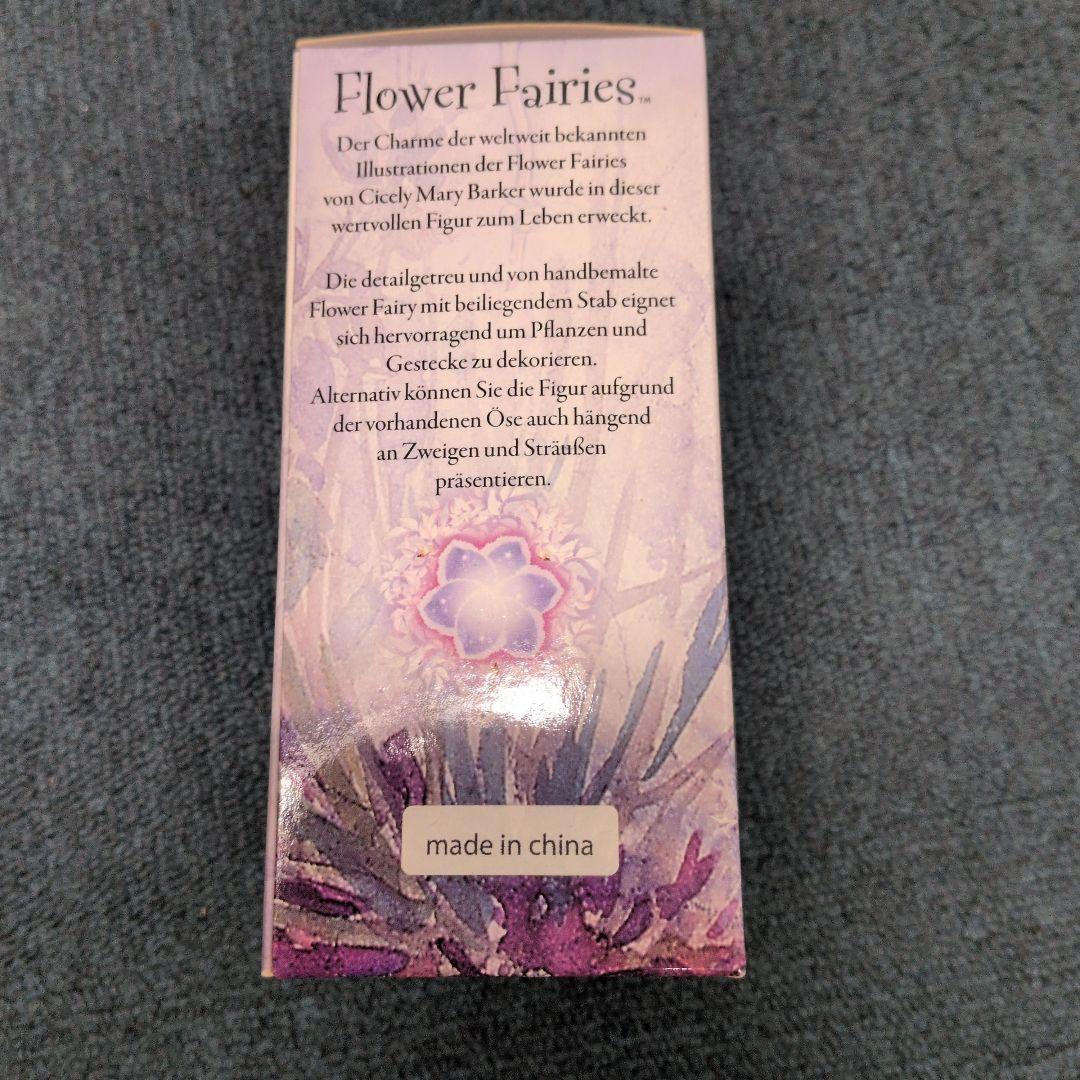 Flower Fairies™
Der Charme der weltweit bekannten
Illustrationen der Flower Fairies
von Cicely Mary Barker wurde in dieser
wertvollen Figur zum Leben erweckt.
Die detailgetreu und von handbemalte
Flower Fairy mit beiliegendem Stab eignet
sich hervorragend um Pflanzen und
Gestecke zu dekorieren.
Alternativ können Sie die Figur aufgrund
der vorhandenen Öse auch hängend
an Zweigen und Sträußen
präsentieren.
made in china